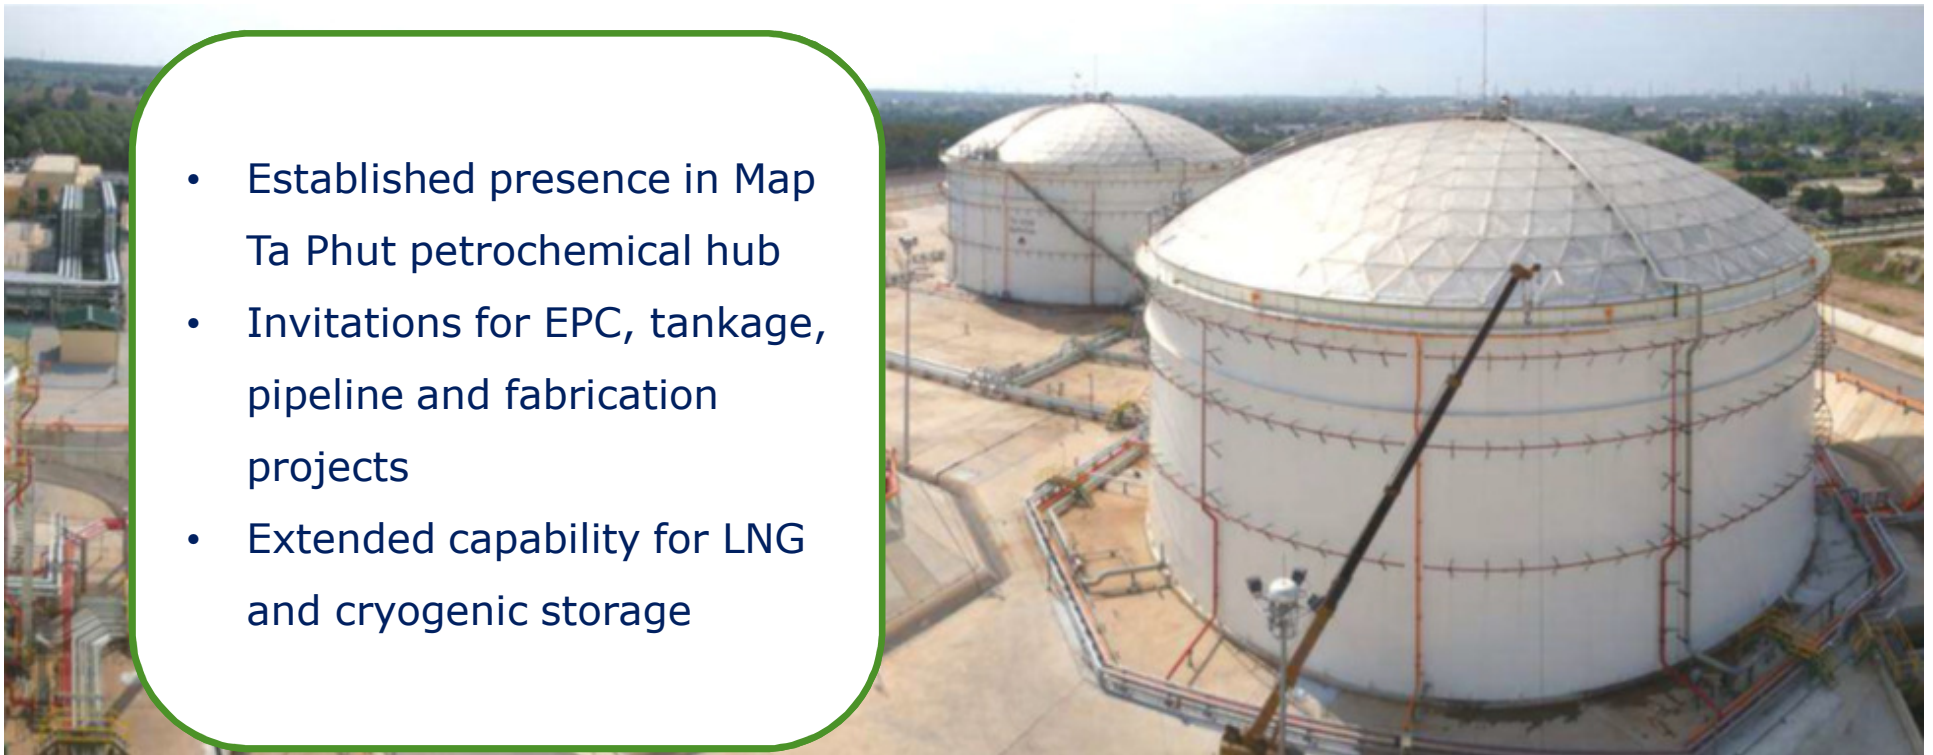 • Established presence in Map
Ta Phut petrochemical hub
• Invitations for EPC, tankage,
pipeline and fabrication
projects
• Extended capability for LNG
and cryogenic storage